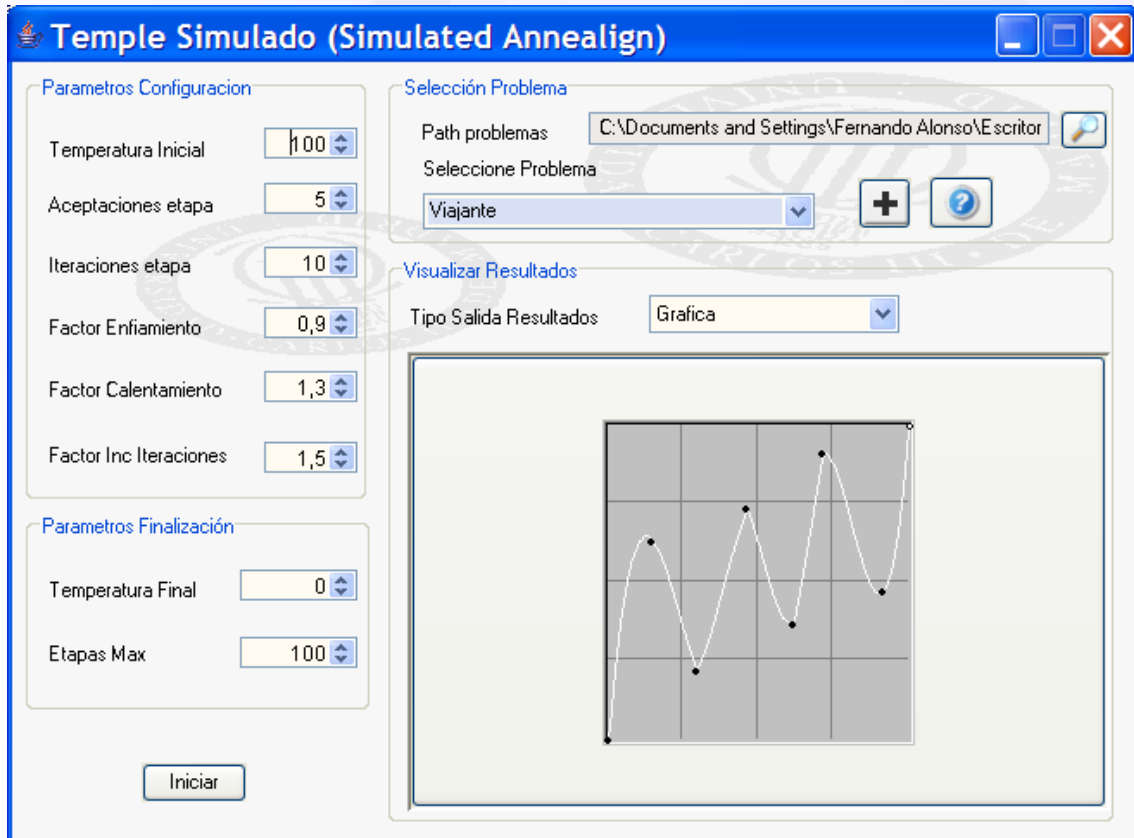 Temple Simulado (Simulated Annealign)
Parametros Configuracion
Temperatura Inicial 100
Aceptaciones etapa 5
Iteraciones etapa 10
Factor Enfiamiento 0,9
Factor Calentamiento 1,3
Factor Inc Iteraciones 1,5
Parametros Finalización
Temperatura Final 0
Etapas Max 100
Iniciar
Selección Problema
Path problemas C:\Documents and Settings\Fernando Alonso\Escritor
Seleccione Problema
Viajante
Visualizar Resultados
Tipo Salida Resultados Grafica